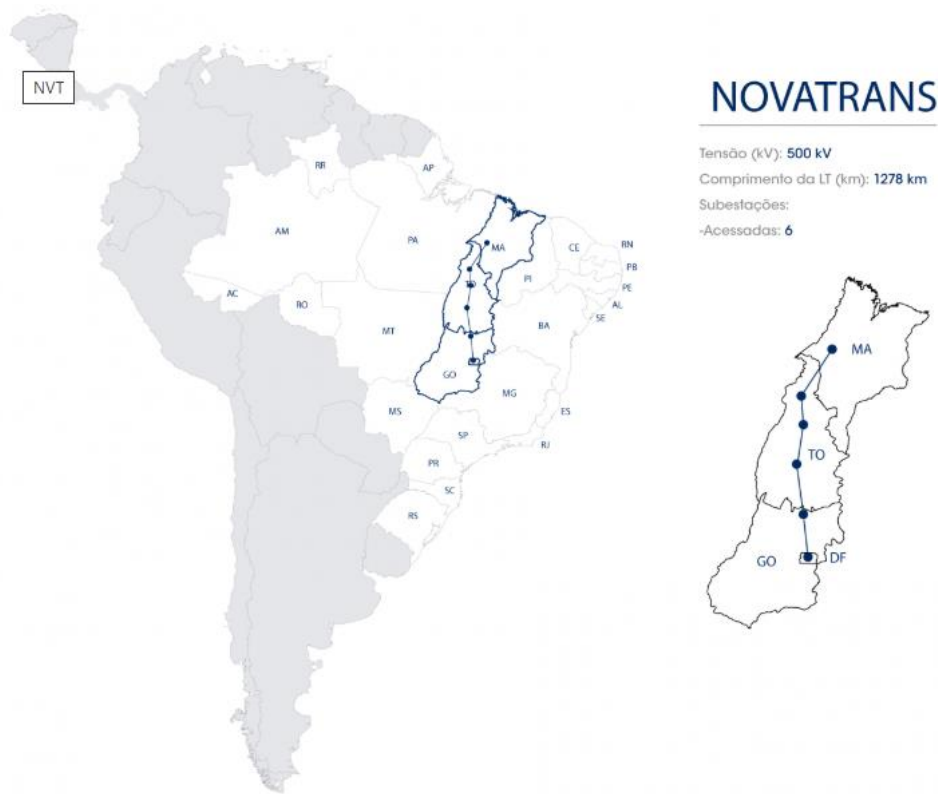 NVT
NOVATRANS
Tensão (kV): 500 kV
Comprimento da LT (km): 1278 km
Subestações:
-Acessadas: 6
RR
AP
AM
PA
MA
CE
RN
PB
PI
PE
AL
SE
AC
RO
TO
MT
BA
GO
MG
MS
ES
SP
RJ
PR
SC
RS
MA
TO
GO
DF